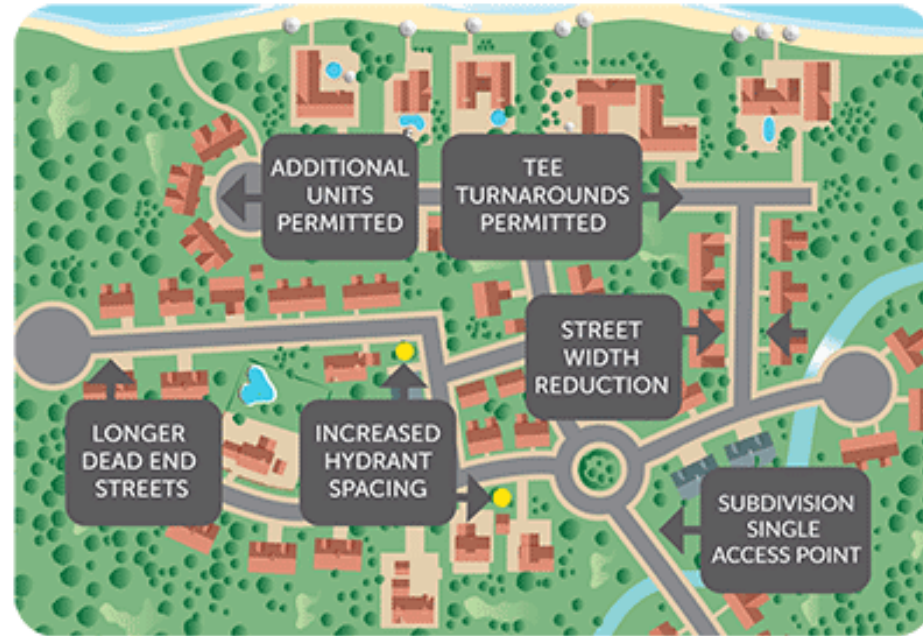 ADDITIONAL
UNITS
PERMITTED
TEE
TURNAROUNDS
PERMITTED
STREET
WIDTH
REDUCTION
LONGER
DEAD END
STREETS
INCREASED
HYDRANT
SPACING
SUBDIVISION
SINGLE
ACCESS POINT